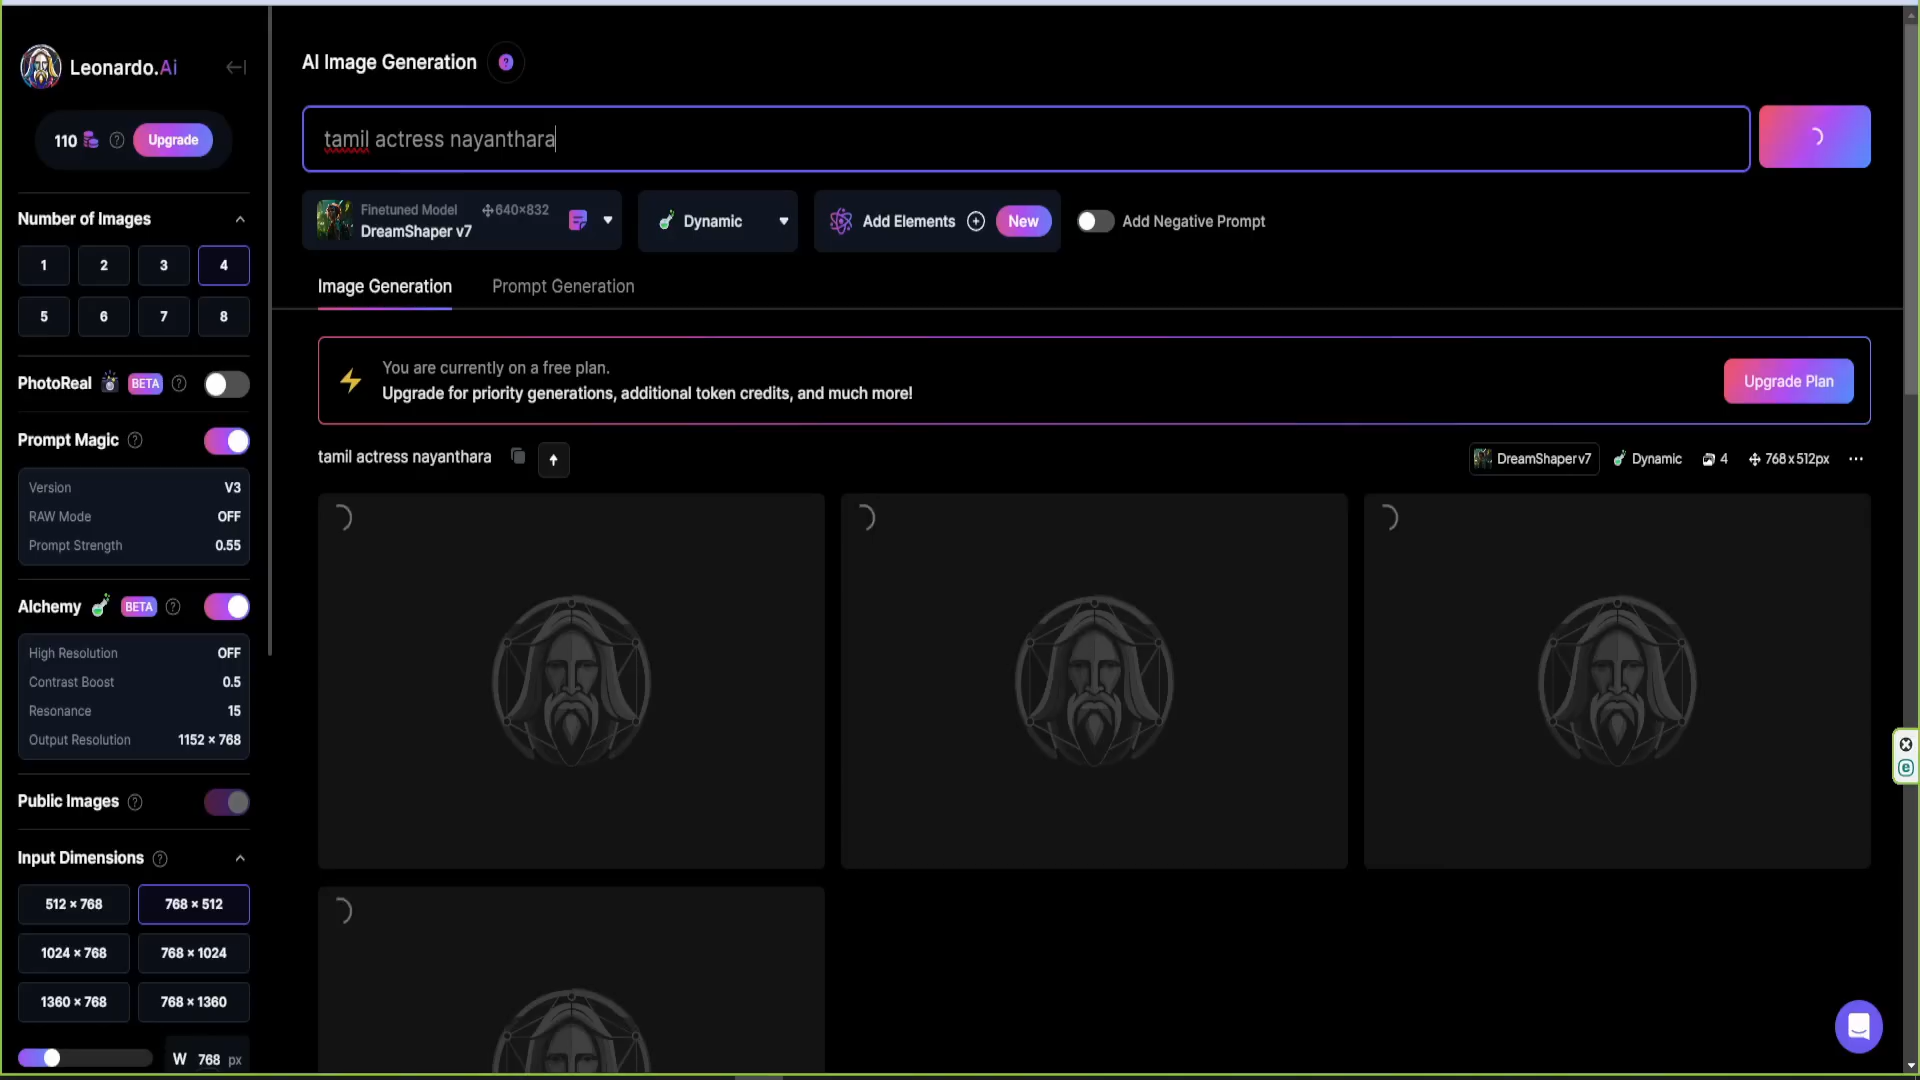 Leonardo.Ai
110 Upgrade
Number of Images
1 2 3 4
5 6 7 8
PhotoReal BETA
Prompt Magic
Version V3
RAW Mode OFF
Prompt Strength 0.55
Alchemy BETA
High Resolution OFF
Contrast Boost 0.5
Resonance 15
Output Resolution 1152 × 768
Public Images
Input Dimensions
512 × 768 768 × 512
1024 × 768 768 × 1024
1360 × 768 768 × 1360
W 768 px
AI Image Generation
tamil actress nayanthara
Finetuned Model 640×832
DreamShaper v7
Dynamic
Add Elements New
Add Negative Prompt
Image Generation Prompt Generation
You are currently on a free plan.
Upgrade for priority generations, additional token credits, and much more!
Upgrade Plan
tamil actress nayanthara
DreamShaper v7 Dynamic 4 768 x 512px